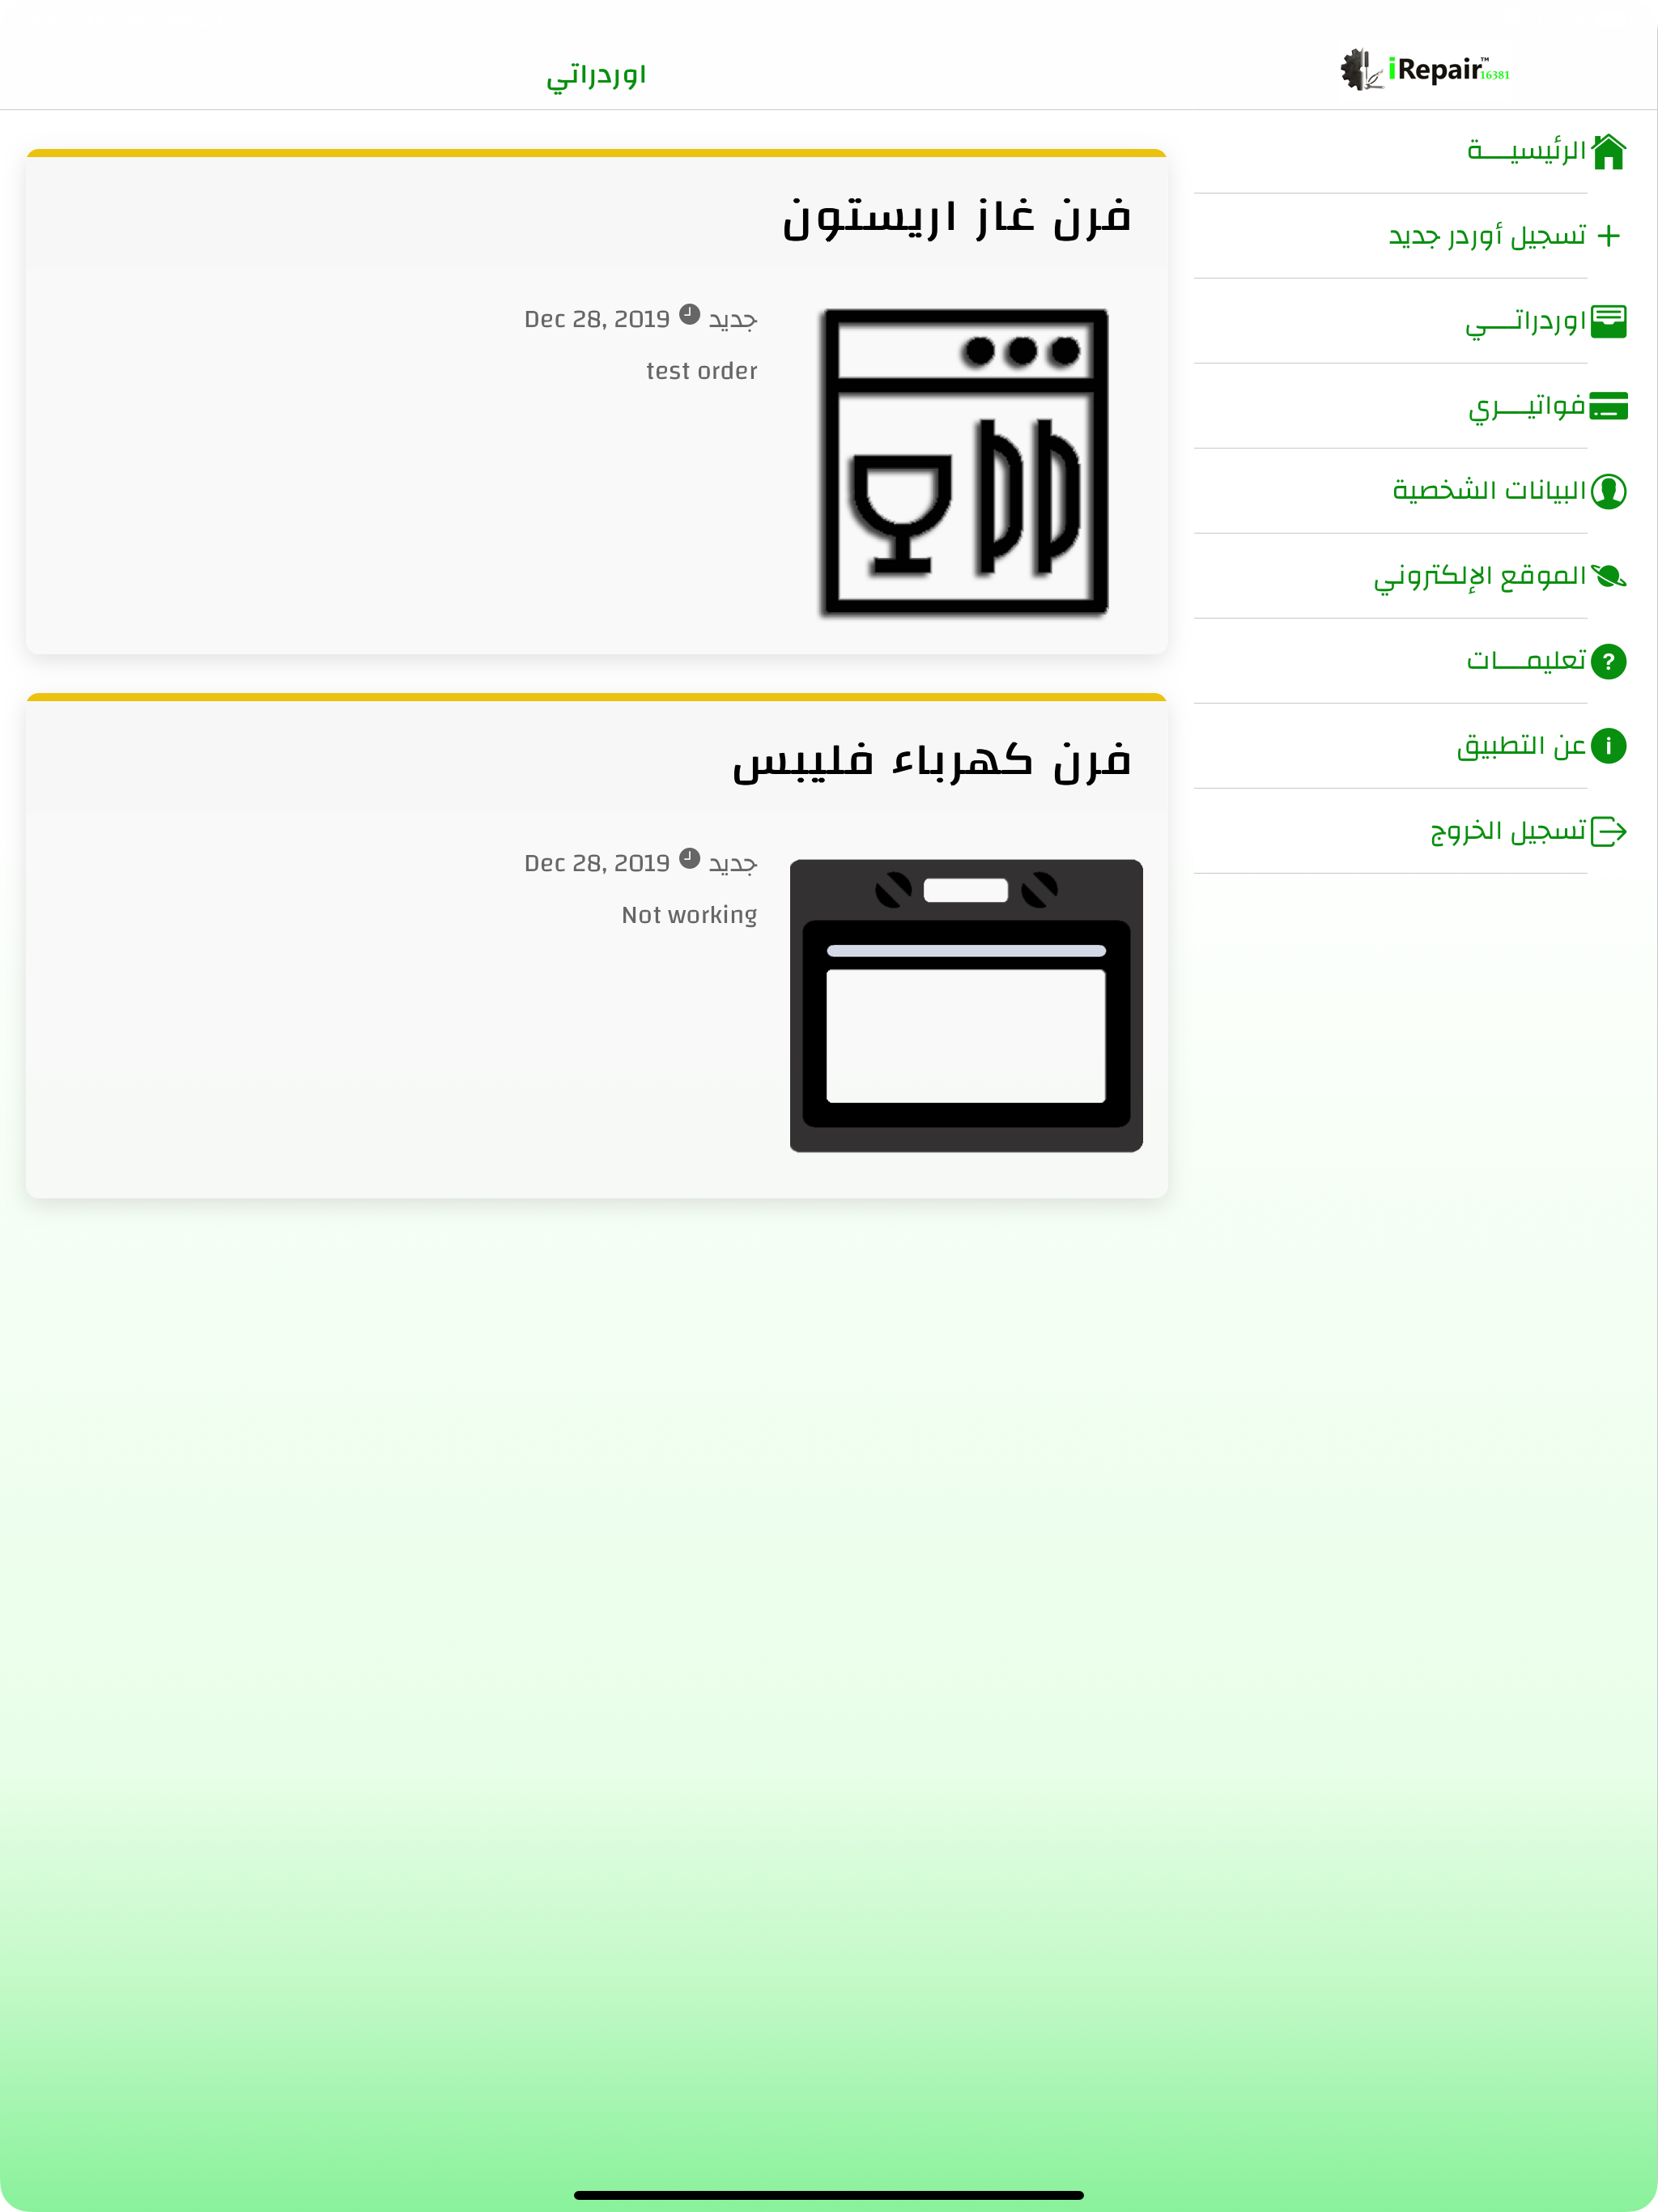 iRepair™ 16381
اوردراتي
الرئيسيـــة
تسجيل أوردر جديد
اوردراتـــي
فواتيـــري
البيانات الشخصية
الموقع الإلكتروني
تعليمـــات
عن التطبيق
تسجيل الخروج
فرن غاز اريستون
جديد Dec 28, 2019
test order
فرن كهرباء فليبس
جديد Dec 28, 2019
Not working